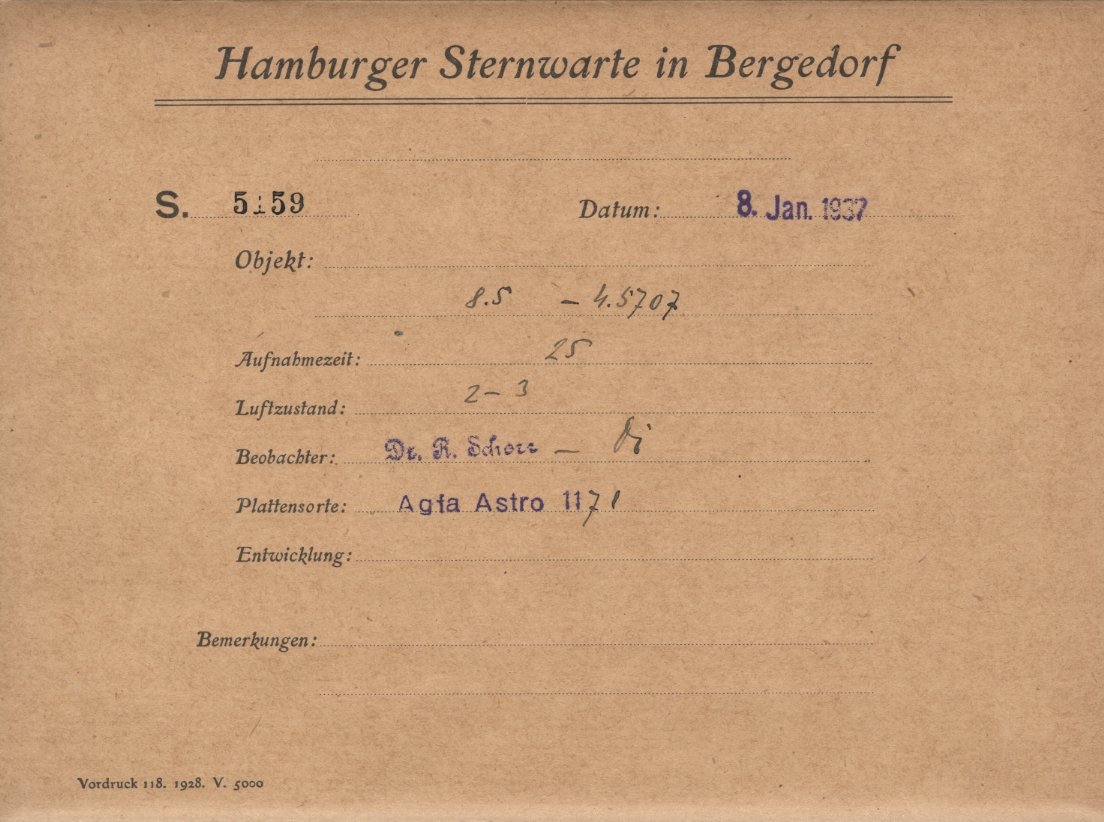 Hamburger Sternwarte in Bergedorf
S. 5159 Datum: 8. Jan. 1937
Objekt:
8.5 – 4.5707
Aufnahmezeit: 25
Luftzustand: 2–3
Beobachter: Dr. R. Schorr – Di
Plattensorte: Agfa Astro 1171
Entwicklung:
Bemerkungen:
Vordruck 118. 1928. V. 5000